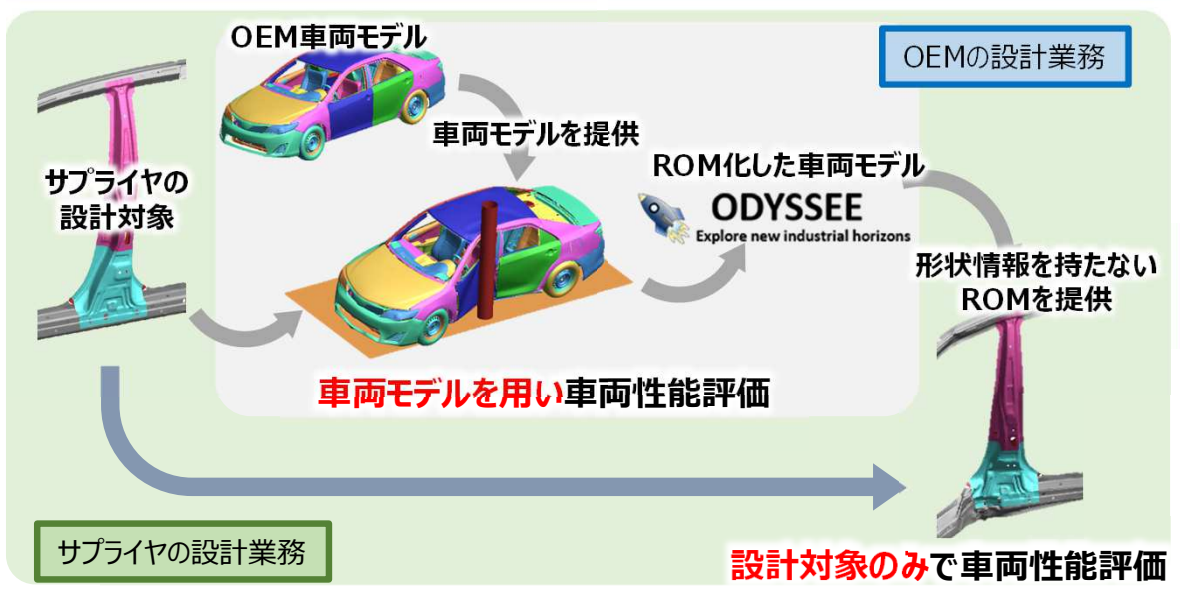 OEM車両モデル
OEMの設計業務
車両モデルを提供
ROM化した車両モデル
サプライヤの
設計対象
ODYSSEE
Explore new industrial horizons
形状情報を持たない
ROMを提供
車両モデルを用い車両性能評価
サプライヤの設計業務
設計対象のみで車両性能評価